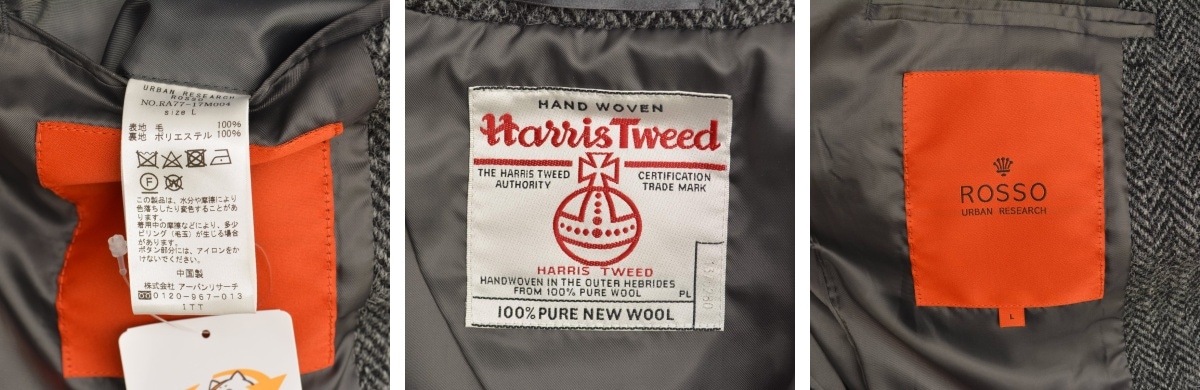 URBAN RESEARCH
ROSSO
NO.RA77-17M004
size L
表地 毛 100%
裏地 ポリエステル 100%
この製品は、水分や摩擦により
色落ちしたり変色することがあ
ります。
着用中の摩擦などにより、多少
ピリング(毛玉)が生じる場合
があります。
ボタン部分には、アイロンをか
けないでください。
中国製
株式会社 アーバンリサーチ
0120-967-013
1TT
HAND WOVEN
Harris Tweed
THE HARRIS TWEED
AUTHORITY
CERTIFICATION
TRADE MARK
HARRIS TWEED
HANDWOVEN IN THE OUTER HEBRIDES
FROM 100% PURE WOOL
PL
100% PURE NEW WOOL
ROSSO
URBAN RESEARCH
L